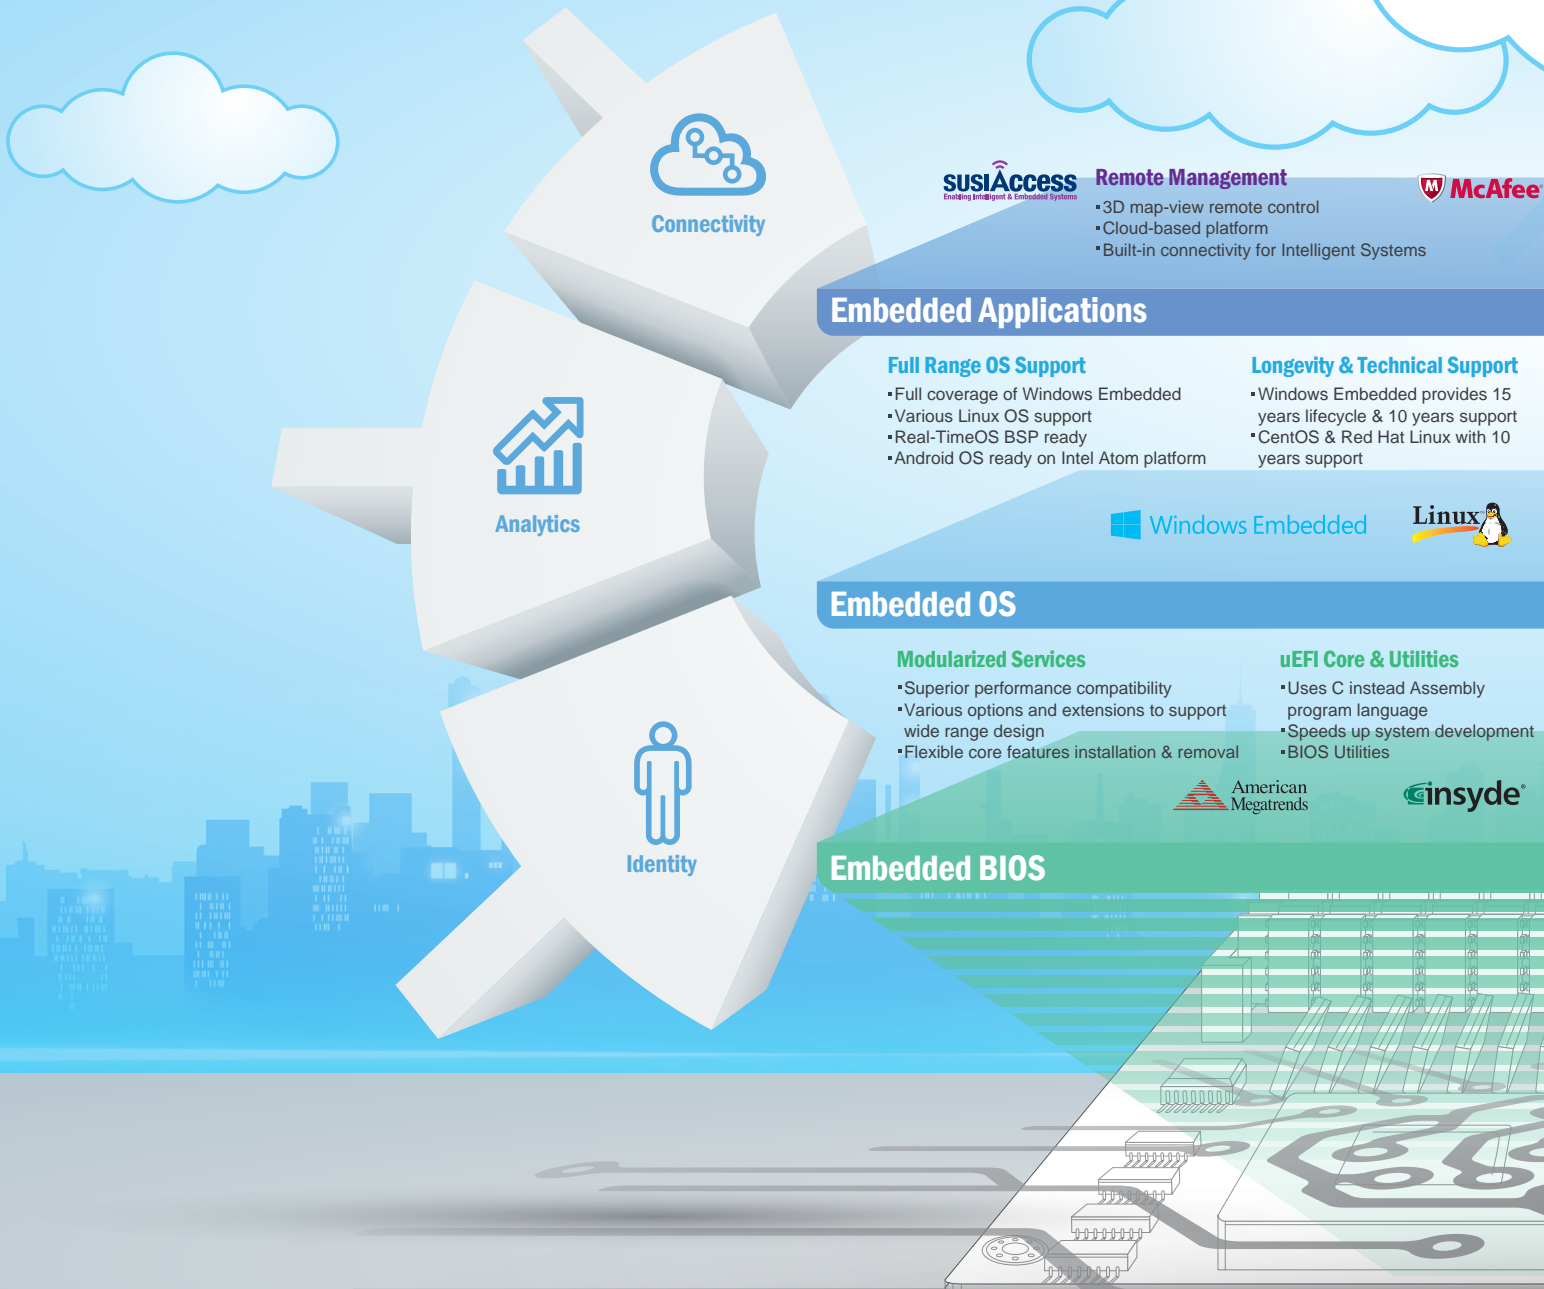 Connectivity
Analytics
Identity
SUSIAccess
Enabling Intelligent & Embedded Systems
Remote Management
3D map-view remote control
Cloud-based platform
Built-in connectivity for Intelligent Systems
McAfee
Embedded Applications
Full Range OS Support
Full coverage of Windows Embedded
Various Linux OS support
Real-TimeOS BSP ready
Android OS ready on Intel Atom platform
Longevity & Technical Support
Windows Embedded provides 15
years lifecycle & 10 years support
CentOS & Red Hat Linux with 10
years support
Windows Embedded
Linux
Embedded OS
Modularized Services
Superior performance compatibility
Various options and extensions to support
wide range design
Flexible core features installation & removal
uEFI Core & Utilities
Uses C instead Assembly
program language
Speeds up system development
BIOS Utilities
American
Megatrends
insyde®
Embedded BIOS